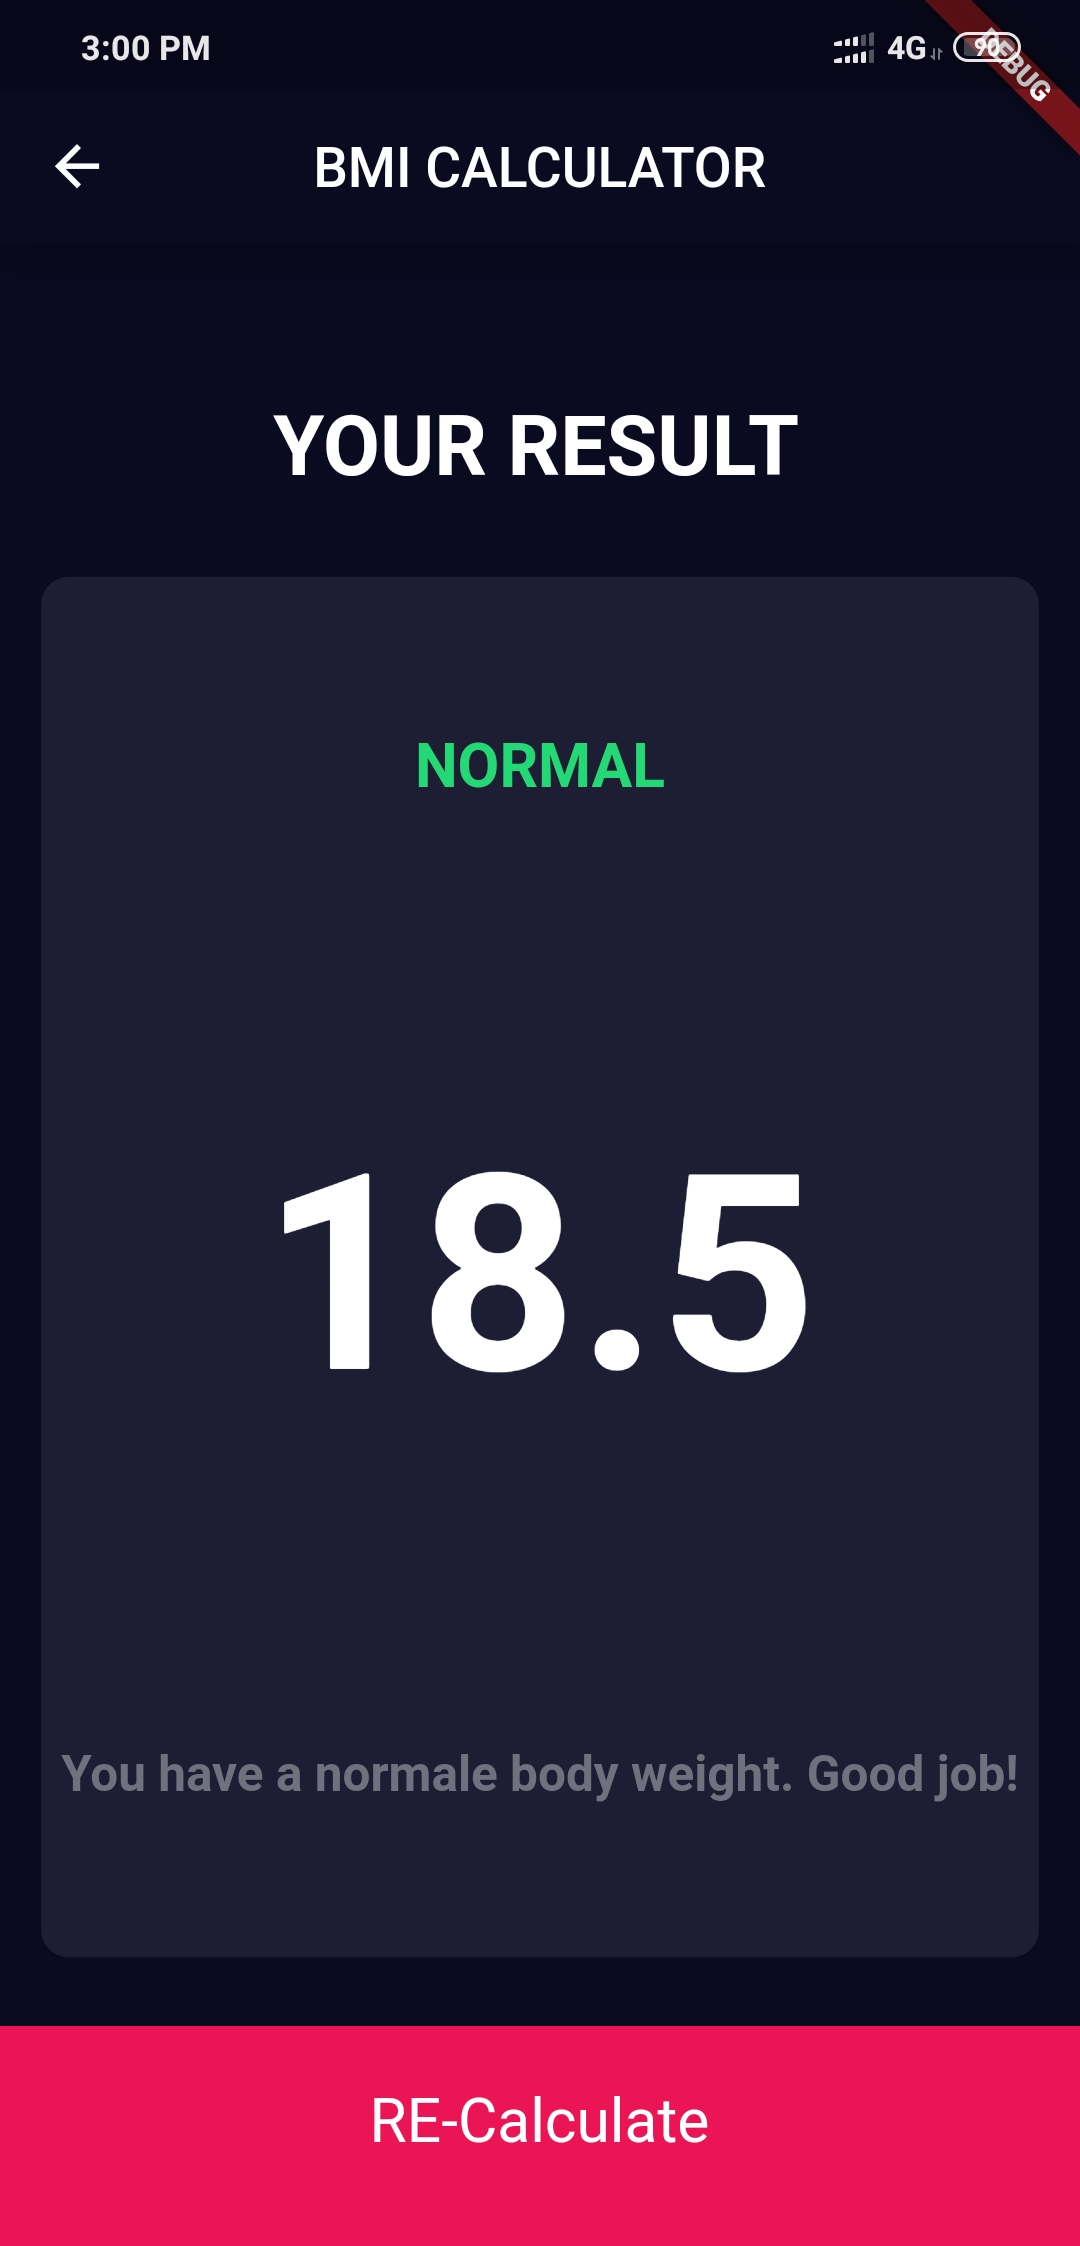 3:00 PM
4G
90
DEBUG
BMI CALCULATOR
YOUR RESULT
NORMAL
18.5
You have a normale body weight. Good job!
RE-Calculate